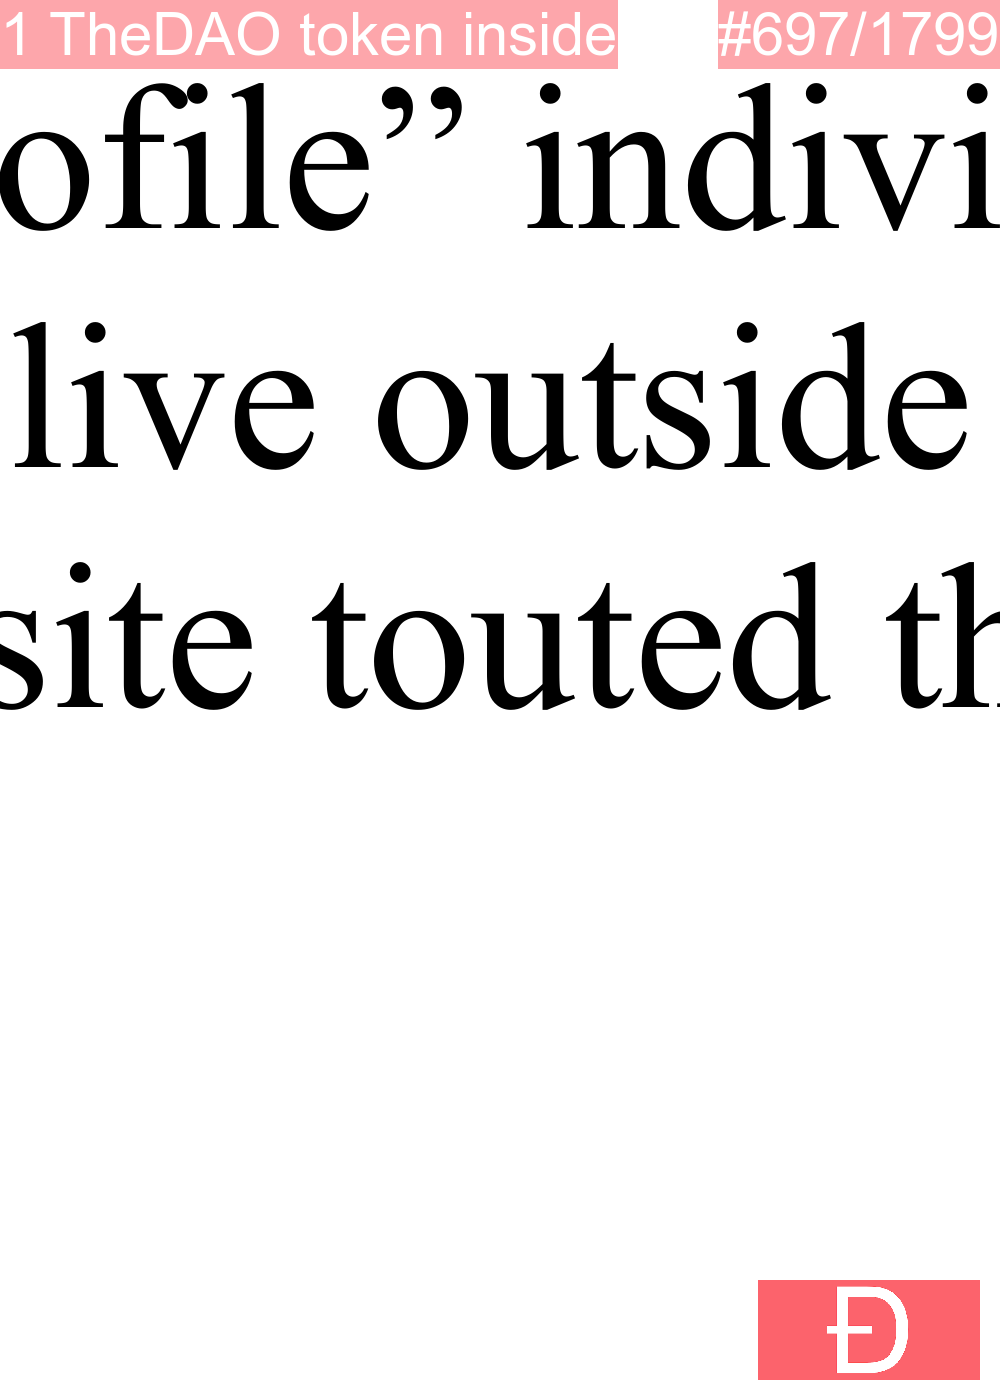 1 TheDAO token inside #697/1799
ofile” indivi
live outside
site touted th
Đ